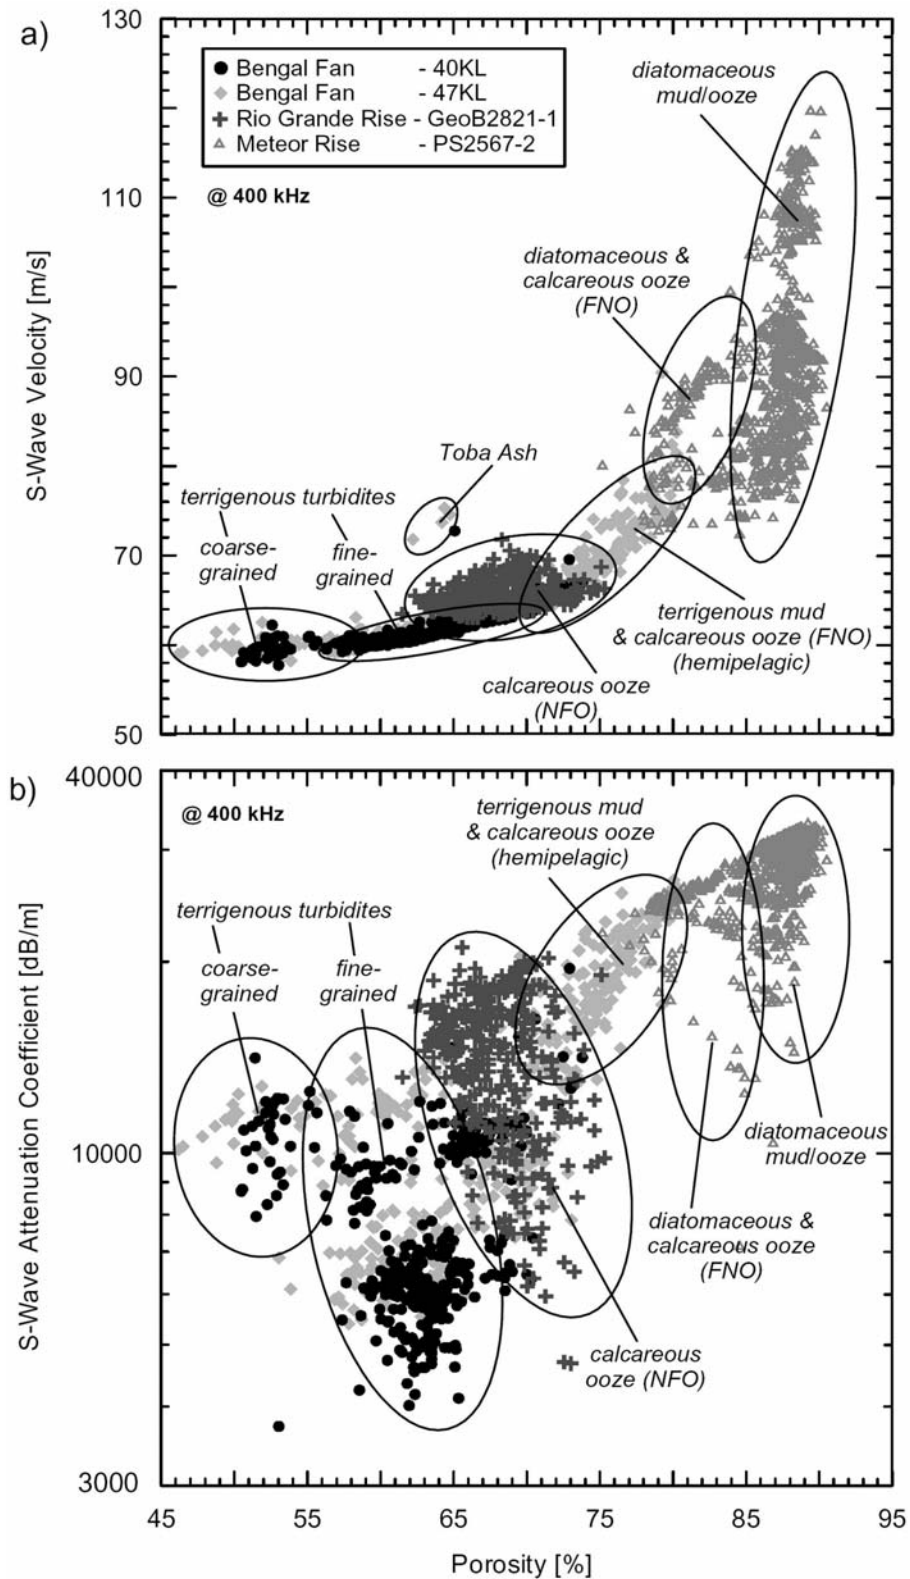 a)
130
110
90
70
50
S-Wave Velocity [m/s]
Bengal Fan - 40KL
Bengal Fan - 47KL
Rio Grande Rise - GeoB2821-1
Meteor Rise - PS2567-2
@ 400 kHz
diatomaceous
mud/ooze
diatomaceous &
calcareous ooze
(FNO)
Toba Ash
terrigenous turbidites
coarse-
grained
fine-
grained
terrigenous mud
& calcareous ooze (FNO)
(hemipelagic)
calcareous ooze
(NFO)
b)
40000
10000
3000
S-Wave Attenuation Coefficient [dB/m]
@ 400 kHz
terrigenous mud
& calcareous ooze
(hemipelagic)
terrigenous turbidites
coarse-
grained
fine-
grained
diatomaceous
mud/ooze
diatomaceous &
calcareous ooze
(FNO)
calcareous
ooze (NFO)
45 55 65 75 85 95
Porosity [%]